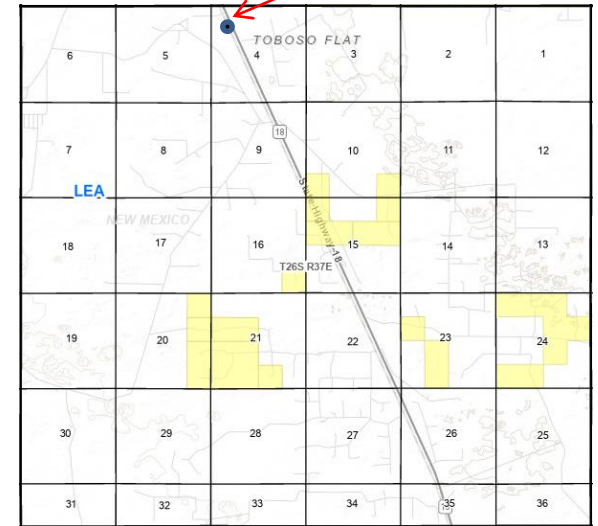 TOBOSO FLAT
6 5 4 3 2 1
18
7 8 9 10 11 12
LEA
NEW MEXICO
State Highway 18
18 17 16 15 14 13
T26S R37E
19 20 21 22 23 24
30 29 28 27 26 25
31 32 33 34 35 36